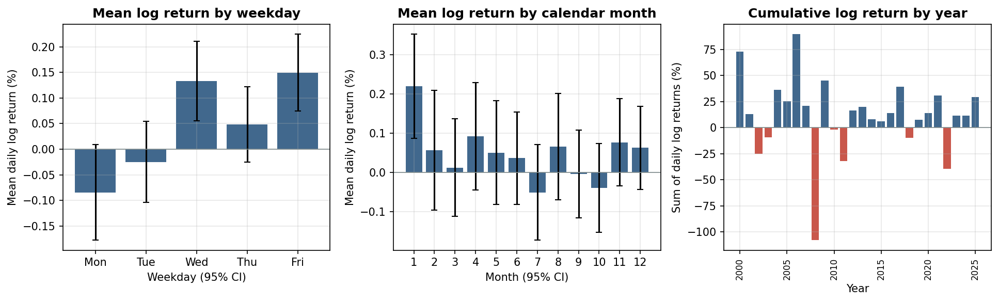 Mean log return by weekday
Mean daily log return (%)
0.20
0.15
0.10
0.05
0.00
−0.05
−0.10
−0.15
Mon Tue Wed Thu Fri
Weekday (95% CI)
Mean log return by calendar month
Mean daily log return (%)
0.3
0.2
0.1
0.0
−0.1
1 2 3 4 5 6 7 8 9 10 11 12
Month (95% CI)
Cumulative log return by year
Sum of daily log returns (%)
75
50
25
0
−25
−50
−75
−100
2000 2005 2010 2015 2020 2025
Year